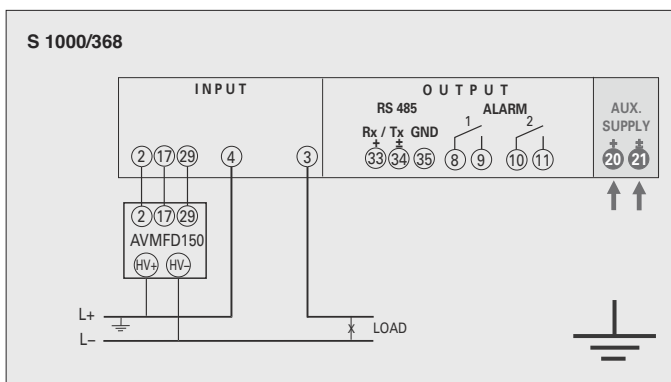 S 1000/368
INPUT
OUTPUT
RS 485
ALARM
AUX.
SUPPLY
Rx / Tx GND
1
2
+
±
+
±
2 17 29 4 3 33 34 35 8 9 10 11 20 21
2 17 29
AVMFD150
HV+ HV–
L+
L–
x LOAD